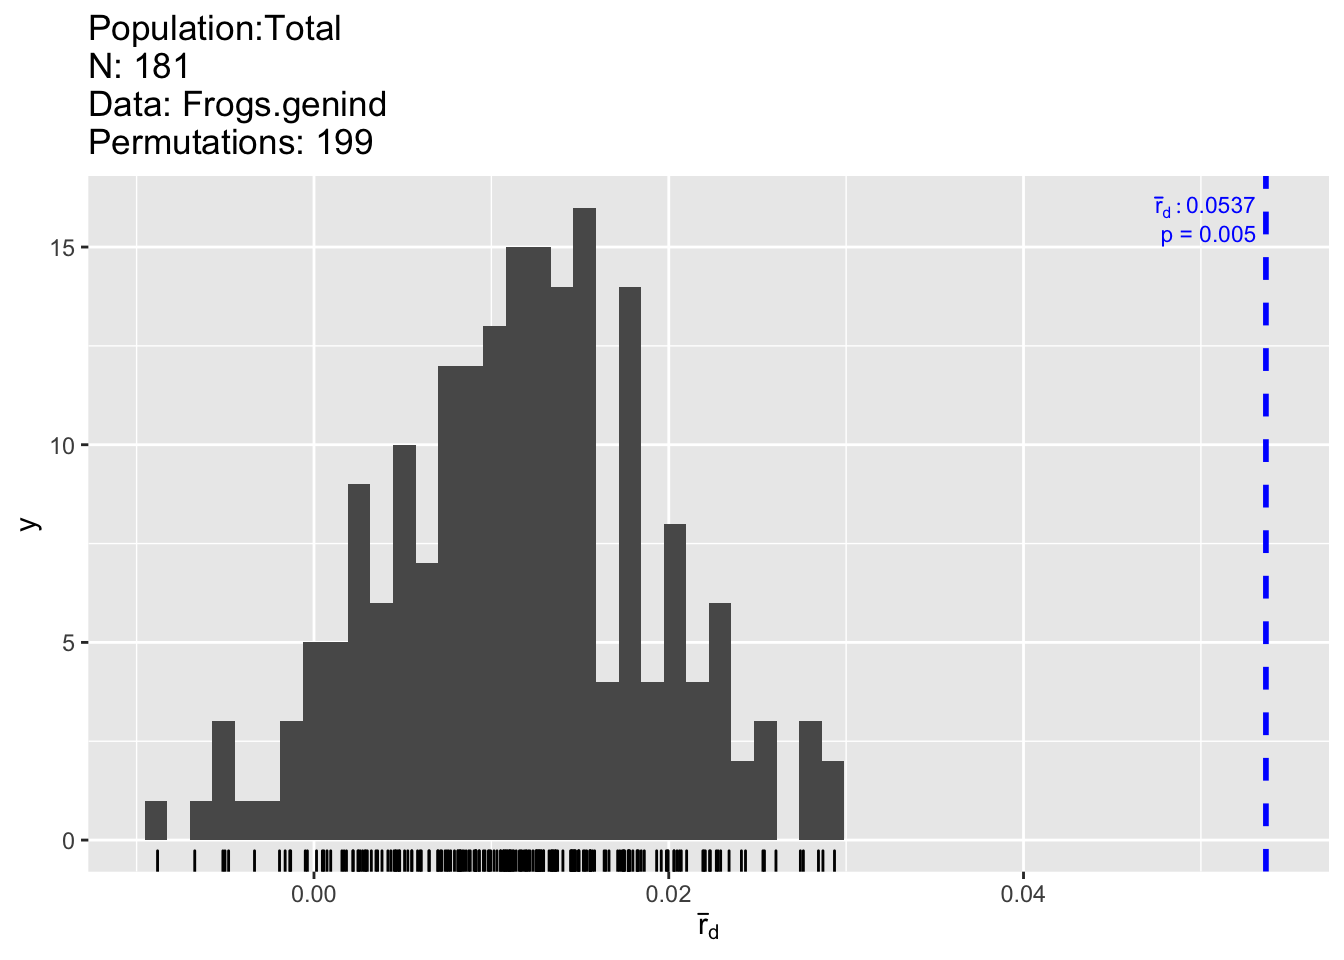 Population:Total
N: 181
Data: Frogs.genind
Permutations: 199
r̄d : 0.0537
p = 0.005
15
10
5
0
y
0.00
0.02
0.04
r̄d